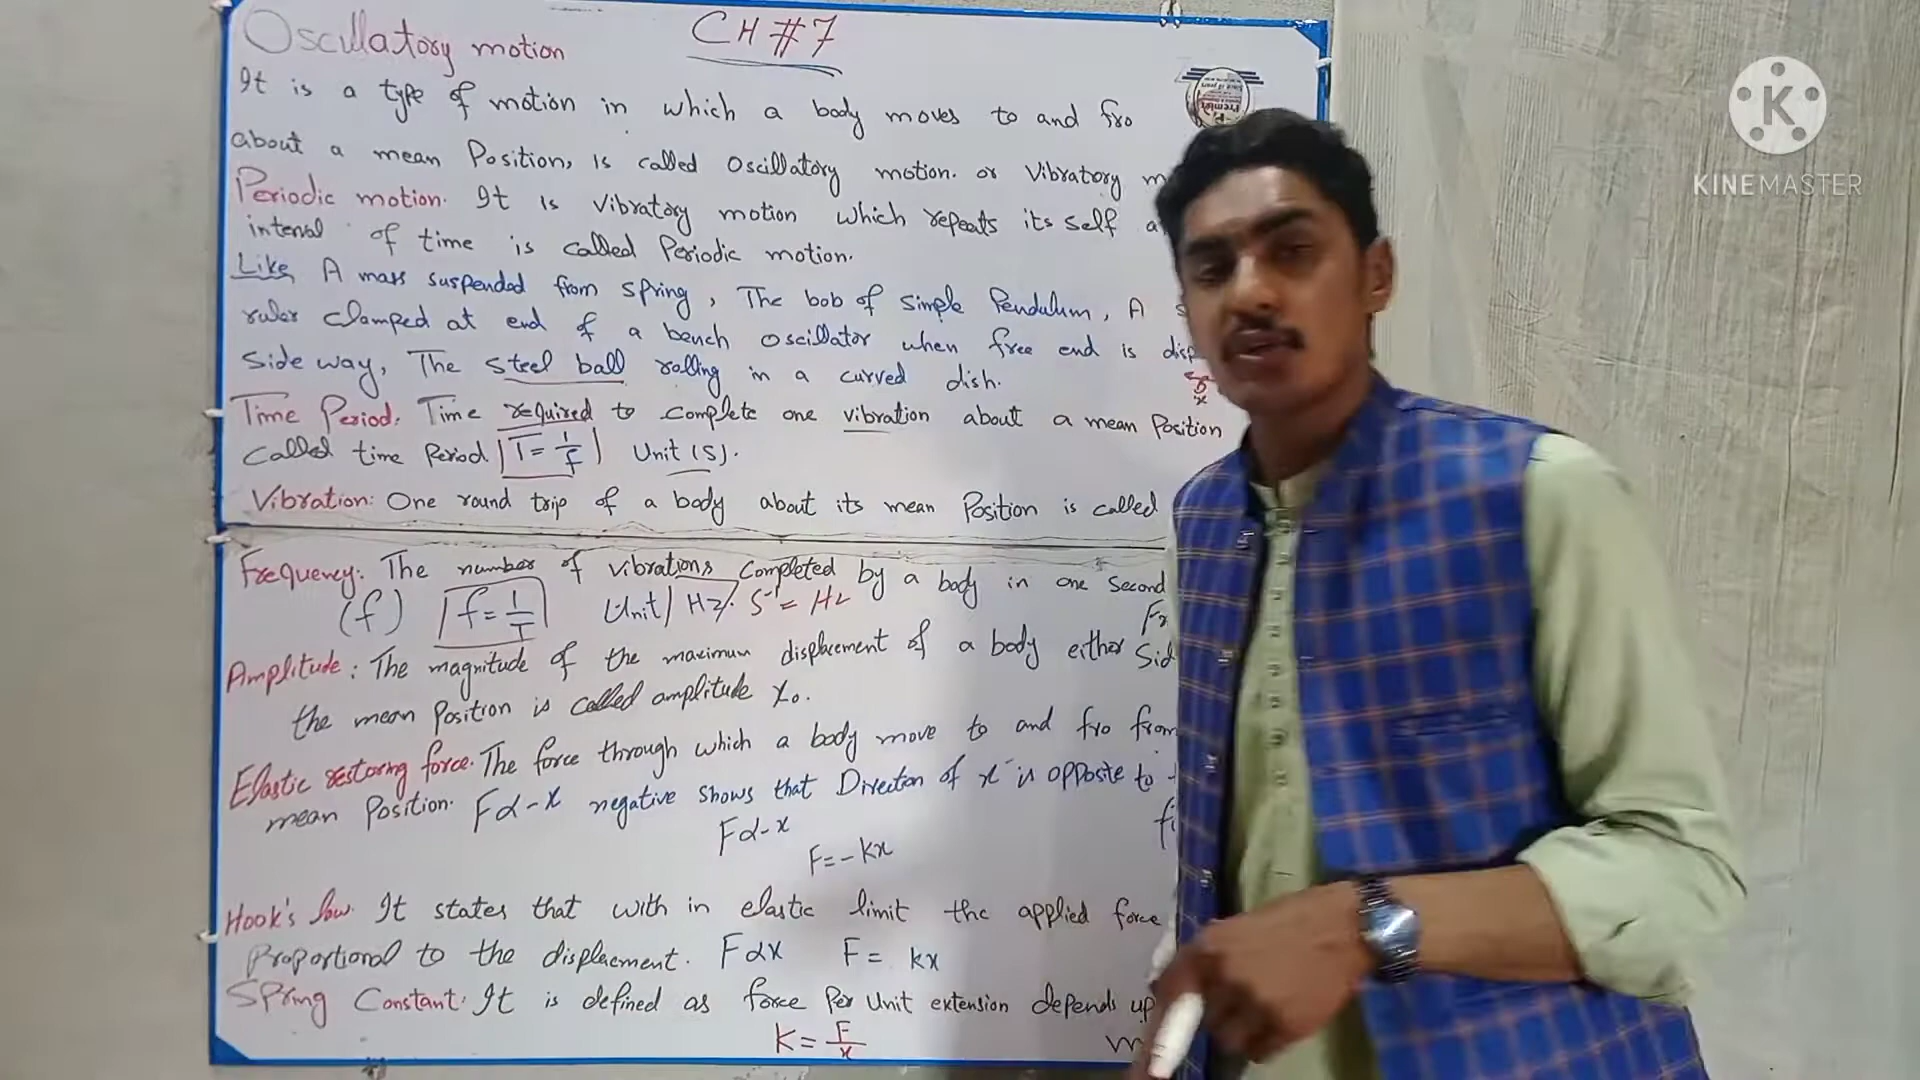 Oscillatory motion CH #7
It is a type of motion in which a body moves to and fro
about a mean Position, is called oscillatory motion. or Vibratory m
Periodic motion. It is vibratory motion which repeats its self a
interval of time is called Periodic motion.
Like, A mass suspended from spring, The bob of simple Pendulum, A s
ruler clamped at end of a bench oscillator when free end is disp
side way, The steel ball rolling in a curved dish.
Time Period. Time required to complete one vibration about a mean Position
called time Period. T = 1/f Unit (S).
Vibration: One round trip of a body about its mean Position is called
Frequency: The number of vibrations completed by a body in one second
(f) f = 1/T Unit Hz. S⁻¹ = Hz
Amplitude: The magnitude of the maximum displacement of a body either Sid
the mean Position is called amplitude x₀.
Elastic restoring force. The force through which a body move to and fro from
mean Position. F α -x negative shows that Direction of x is opposite to
F α -x
F = -kx
Hook's law. It states that with in elastic limit the applied force
Proportional to the displacement. F α x F = kx
Spring Constant. It is defined as force Per Unit extension depends up
K = F/x
Premier
KINEMASTER